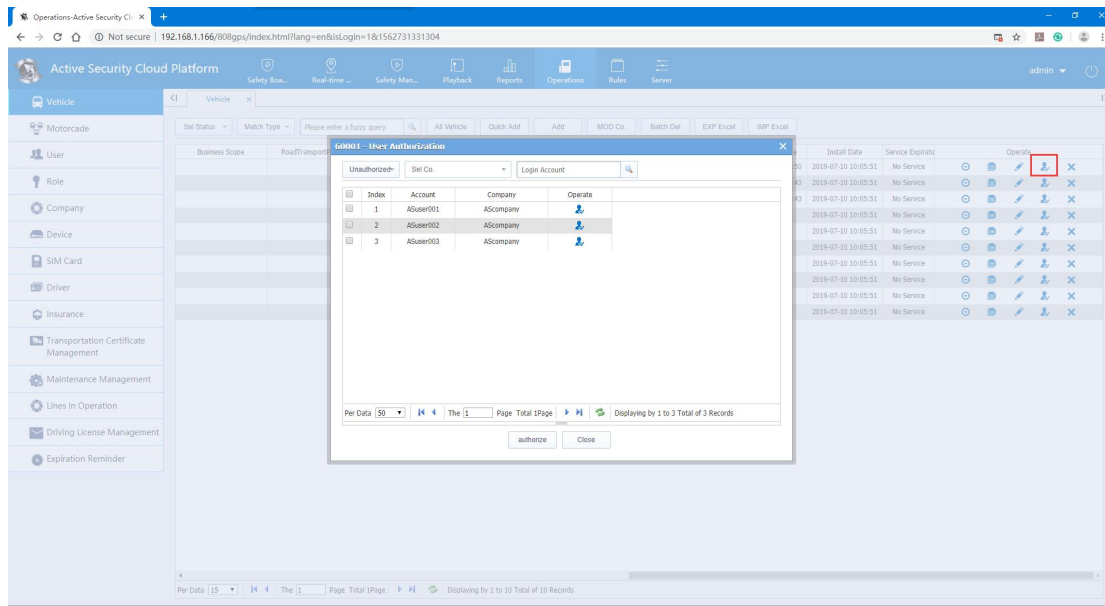 Operations-Active Security Clo
Not secure | 192.168.1.166/808gps/index.html?lang=en&IsLogin=1&1562731331304
Active Security Cloud Platform
Safety Boa... Real-time ... Safety Man... Playback Reports Operations Rules Server
admin
Vehicle
Motorcade
User
Role
Company
Device
SIM Card
Driver
Insurance
Transportation Certificate
Management
Maintenance Management
Lines in Operation
Driving License Management
Expiration Reminder
Vehicle ×
Sel Status Match Type Please enter a fuzzy query All Vehicle Quick Add Add MOD Co. Batch Del EXP Excel IMP Excel
Business Scope RoadTransportP Install Date Service Expiratic Operate
50 2019-07-10 10:05:51 No Service
43 2019-07-10 10:05:51 No Service
43 2019-07-10 10:05:51 No Service
2019-07-10 10:05:51 No Service
2019-07-10 10:05:51 No Service
2019-07-10 10:05:51 No Service
2019-07-10 10:05:51 No Service
2019-07-10 10:05:51 No Service
2019-07-10 10:05:51 No Service
2019-07-10 10:05:51 No Service
60001 - User Authorization
Unauthorized Sel Co. Login Account
Index Account Company Operate
1 ASuser001 AScompany
2 ASuser002 AScompany
3 ASuser003 AScompany
Per Data 50 The 1 Page Total 1Page Displaying by 1 to 3 Total of 3 Records
authorize Close
Per Data 15 The 1 Page Total 1Page Displaying by 1 to 10 Total of 10 Records